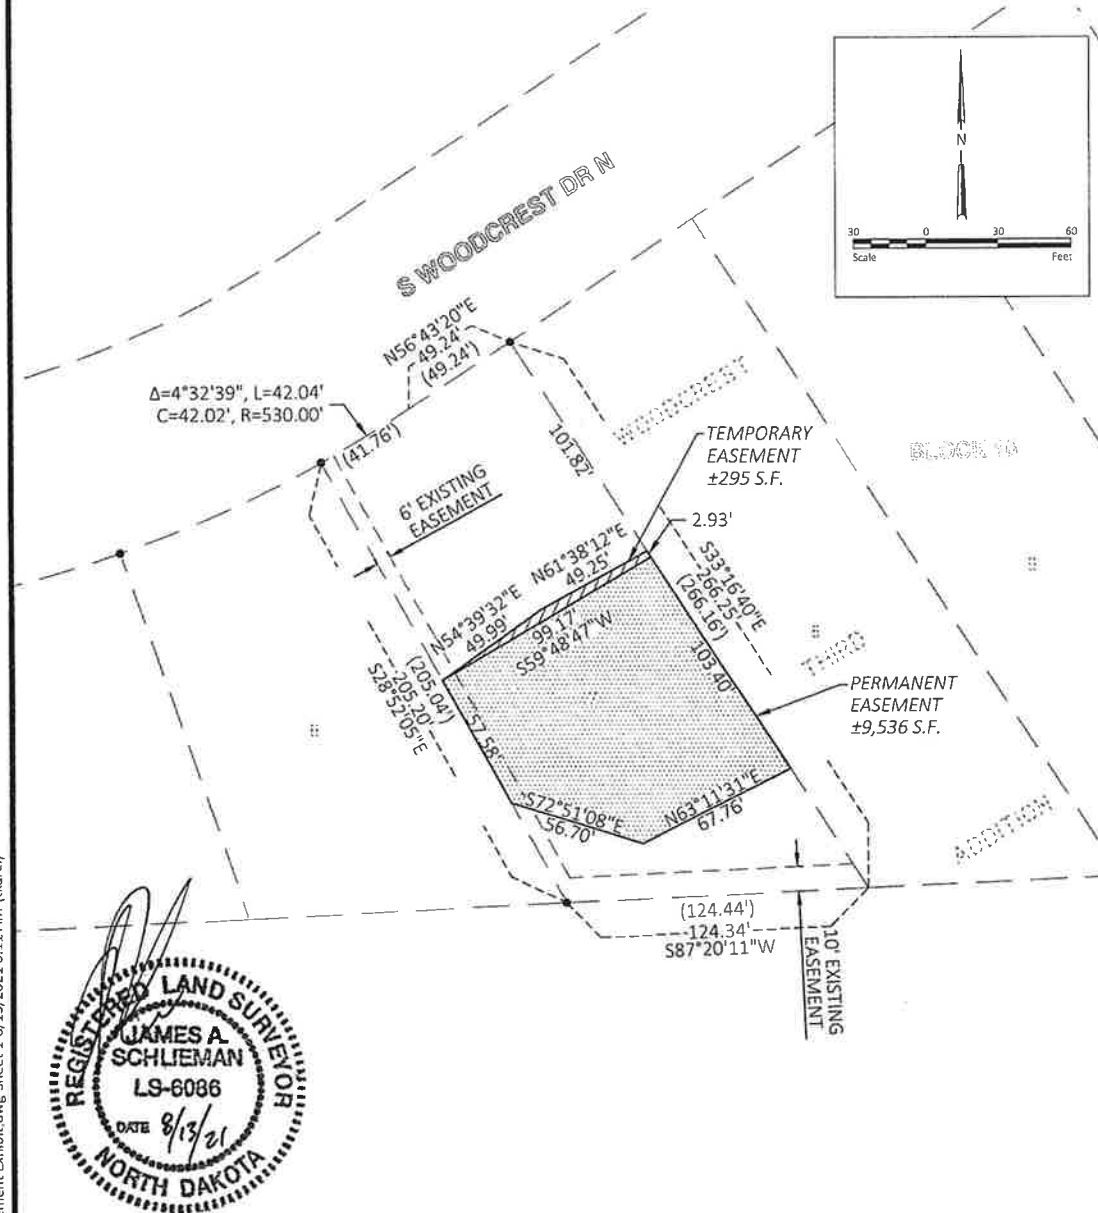 N
30 0 30 60
Scale Feet
S WOODCREST DR N
N56°43'20"E
49.24'
(49.24')
Δ=4°32'39", L=42.04'
C=42.02', R=530.00'
(41.76')
WOODCREST
101.82'
TEMPORARY
EASEMENT
±295 S.F.
BLOCK 10
6' EXISTING
EASEMENT
2.93'
N61°38'12"E
49.25'
N54°39'32"E
49.99'
99.17'
S59°48'47"W
S33°16'40"E
266.25'
(266.16')
103.40'
THIRD
(205.04')
205.20'
S28°52'05"E
57.58'
PERMANENT
EASEMENT
±9,536 S.F.
S72°51'08"E
56.70'
N63°11'31"E
67.76'
ADDITION
(124.44')
124.34'
S87°20'11"W
10' EXISTING
EASEMENT
REGISTERED LAND SURVEYOR
JAMES A.
SCHLIEMAN
LS-6086
DATE 8/13/21
NORTH DAKOTA